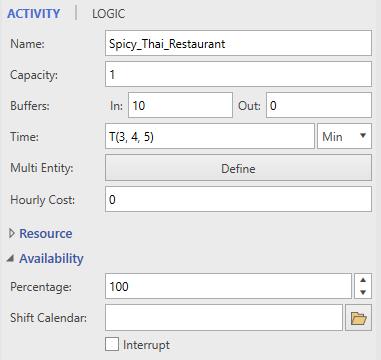 ACTIVITY | LOGIC
Name: Spicy_Thai_Restaurant
Capacity: 1
Buffers: In: 10 Out: 0
Time: T(3, 4, 5) Min
Multi Entity: Define
Hourly Cost: 0
Resource
Availability
Percentage: 100
Shift Calendar:
Interrupt